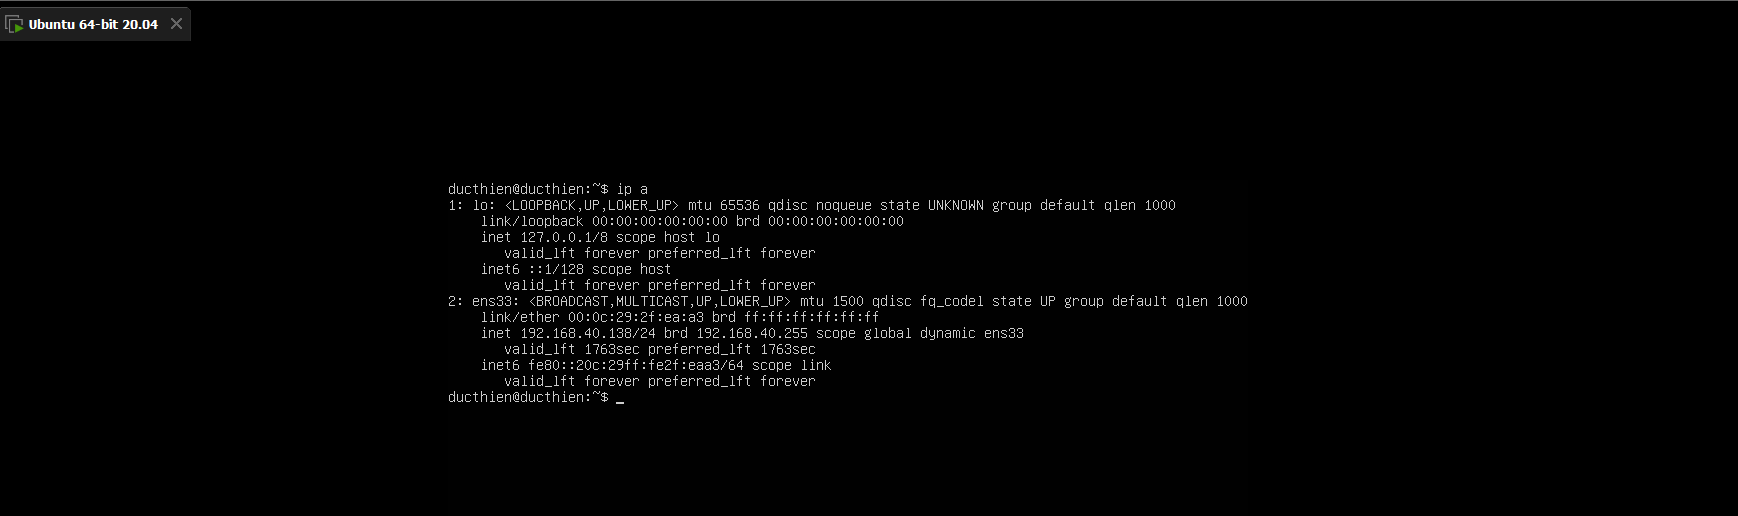 Ubuntu 64-bit 20.04
ducthien@ducthien:~$ ip a
1: lo: <LOOPBACK,UP,LOWER_UP> mtu 65536 qdisc noqueue state UNKNOWN group default qlen 1000
link/loopback 00:00:00:00:00:00 brd 00:00:00:00:00:00
inet 127.0.0.1/8 scope host lo
valid_lft forever preferred_lft forever
inet6 ::1/128 scope host
valid_lft forever preferred_lft forever
2: ens33: <BROADCAST,MULTICAST,UP,LOWER_UP> mtu 1500 qdisc fq_codel state UP group default qlen 1000
link/ether 00:0c:29:2f:ea:a3 brd ff:ff:ff:ff:ff:ff
inet 192.168.40.138/24 brd 192.168.40.255 scope global dynamic ens33
valid_lft 1763sec preferred_lft 1763sec
inet6 fe80::20c:29ff:fe2f:eaa3/64 scope link
valid_lft forever preferred_lft forever
ducthien@ducthien:~$ _